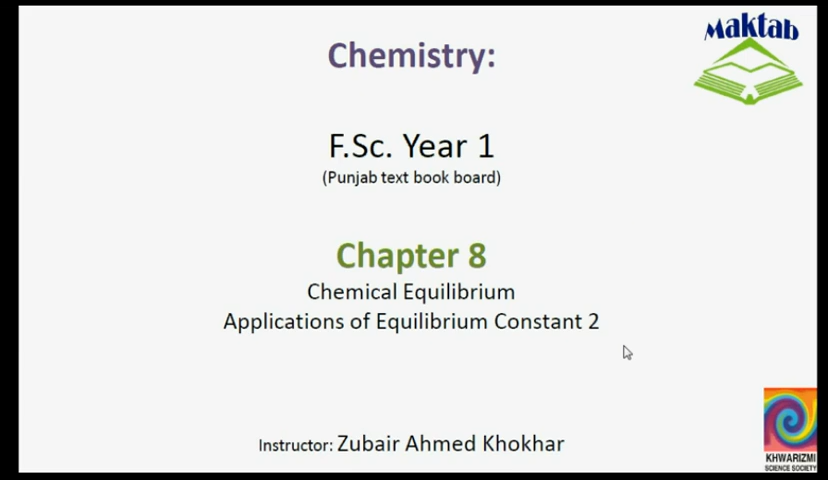 Maktab
Chemistry:
F.Sc. Year 1
(Punjab text book board)
Chapter 8
Chemical Equilibrium
Applications of Equilibrium Constant 2
Instructor: Zubair Ahmed Khokhar
KHWARIZMI
SCIENCE SOCIETY